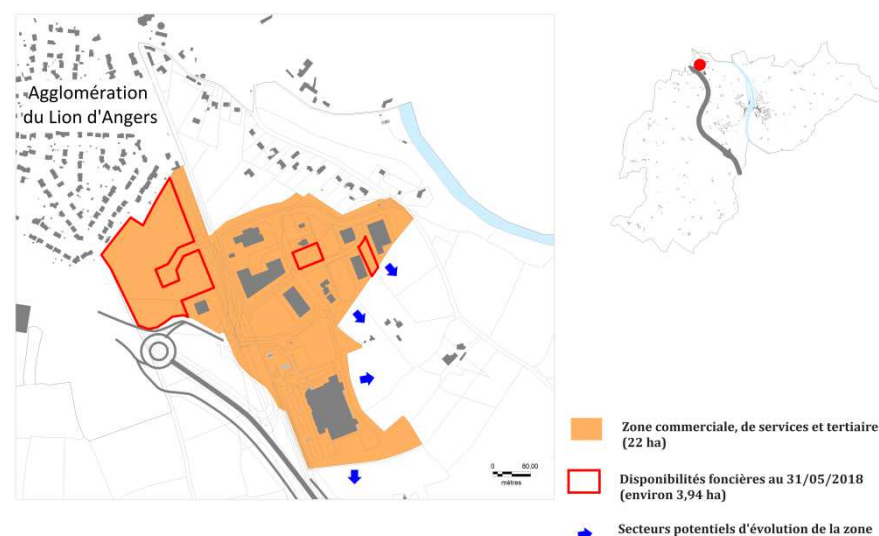 Agglomération
du Lion d'Angers
0 60,00
mètres
Zone commerciale, de services et tertiaire
(22 ha)
Disponibilités foncières au 31/05/2018
(environ 3,94 ha)
Secteurs potentiels d'évolution de la zone